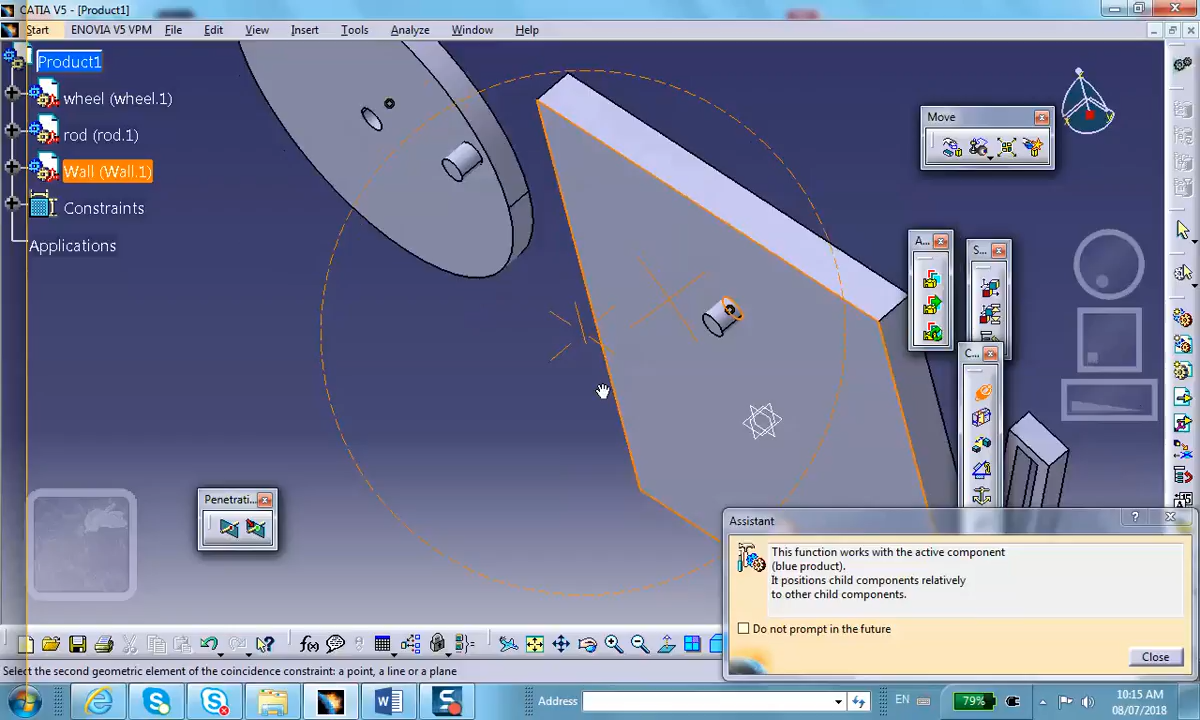 CATIA V5 - [Product1]
Start ENOVIA V5 VPM File Edit View Insert Tools Analyze Window Help
Product1
wheel (wheel.1)
rod (rod.1)
Wall (Wall.1)
Constraints
Applications
Move
A...
S...
C...
Penetrati...
Assistant
This function works with the active component
(blue product).
It positions child components relatively
to other child components.
Do not prompt in the future
Close
f(x)
Select the second geometric element of the coincidence constraint: a point, a line or a plane
Address
EN
79%
10:15 AM
08/07/2018